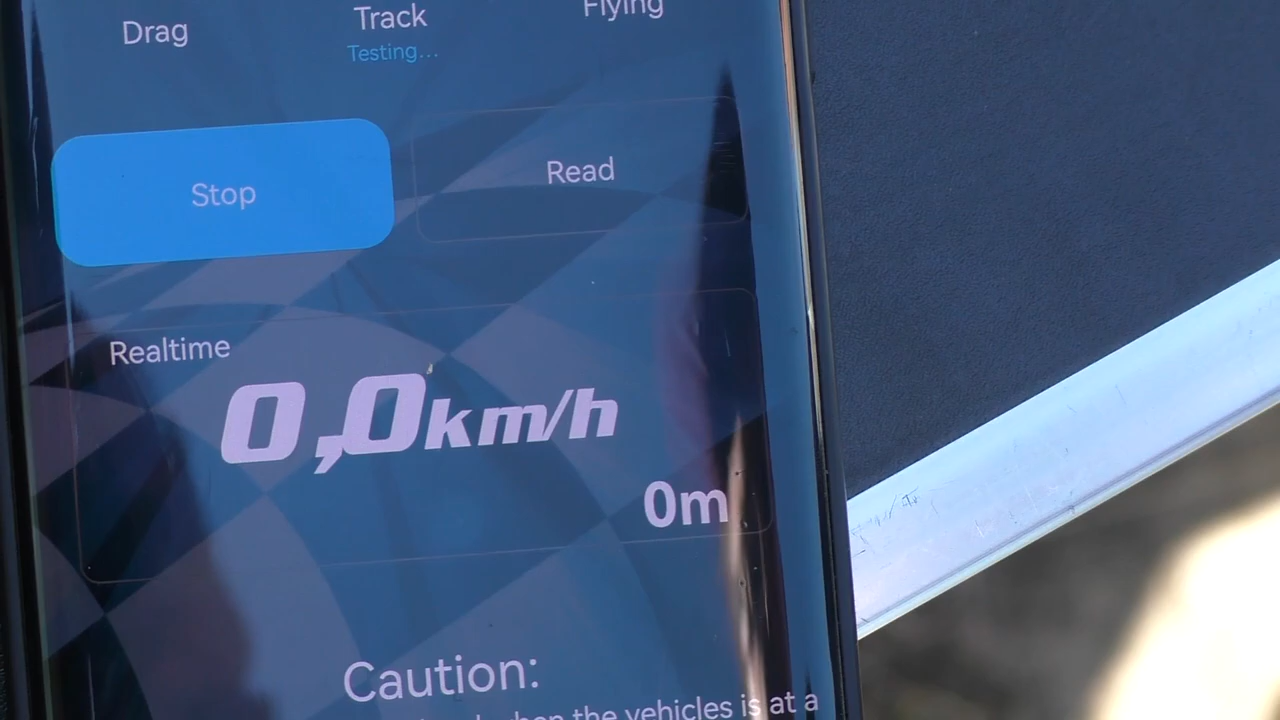 Drag
Track
Flying
Testing...
Stop
Read
Realtime
0,0km/h
0m
Caution:
the vehicles is at a